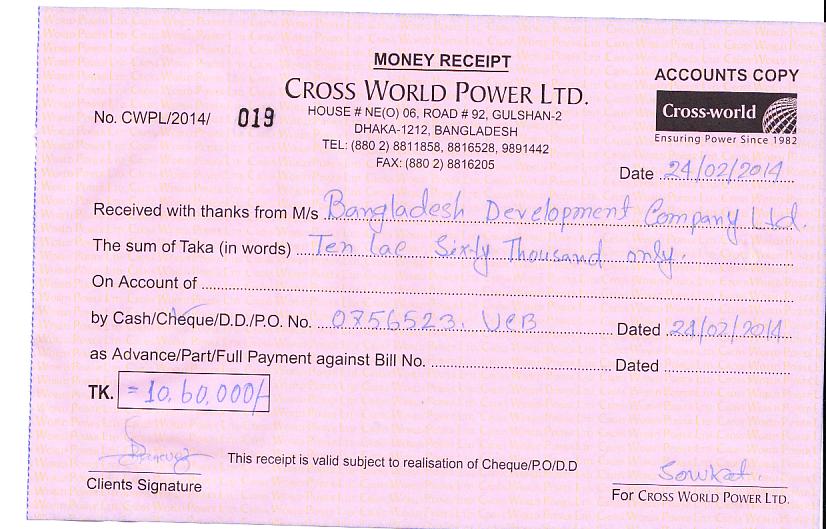 MONEY RECEIPT
ACCOUNTS COPY
CROSS WORLD POWER LTD.
Cross-world
Ensuring Power Since 1982
No. CWPL/2014/ 019
HOUSE # NE(O) 06, ROAD # 92, GULSHAN-2
DHAKA-1212, BANGLADESH
TEL: (880 2) 8811858, 8816528, 9891442
FAX: (880 2) 8816205
Date 24/02/2014
Received with thanks from M/s Bangladesh Development Company Ltd.
The sum of Taka (in words) Ten lac Sixty Thousand only.
On Account of
by Cash/Cheque/D.D./P.O. No. 0756523, UCB Dated 24/02/2014
as Advance/Part/Full Payment against Bill No. Dated
TK. =10,60,000/-
This receipt is valid subject to realisation of Cheque/P.O/D.D
Sowkat.
Clients Signature
For CROSS WORLD POWER LTD.